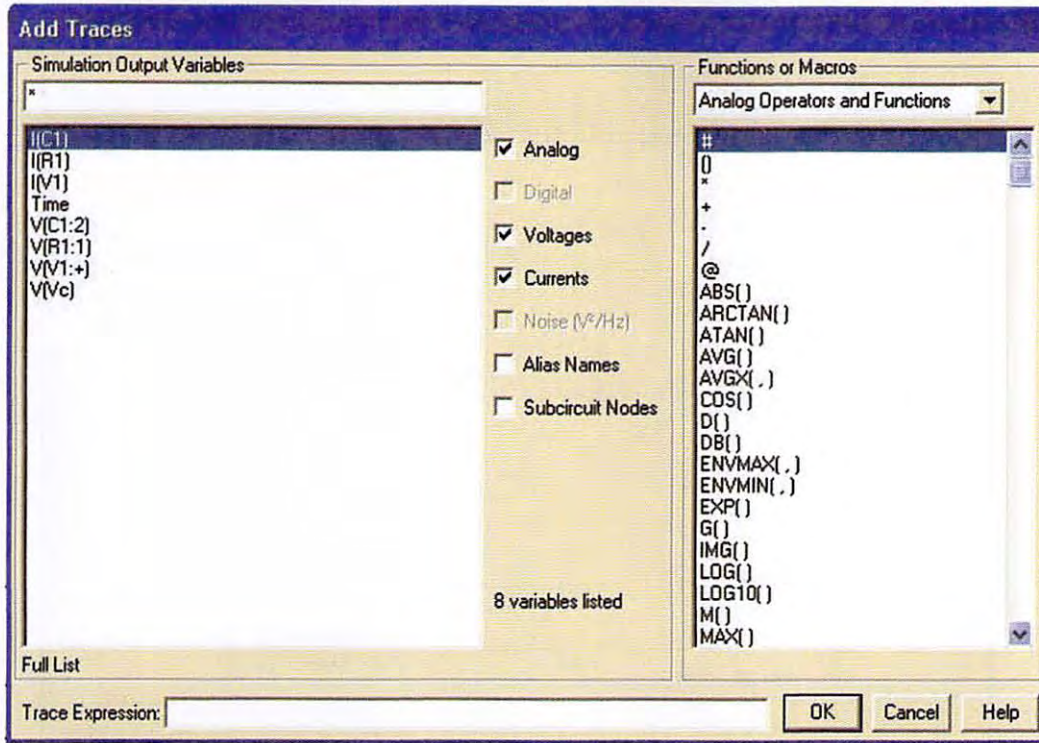 Add Traces
Simulation Output Variables
*
I(C1)
I(R1)
I(V1)
Time
V(C1:2)
V(R1:1)
V(V1:+)
V(Vc)
Analog
Digital
Voltages
Currents
Noise (V²/Hz)
Alias Names
Subcircuit Nodes
8 variables listed
Full List
Functions or Macros
Analog Operators and Functions
#
()
*
+
-
/
@
ABS( )
ARCTAN( )
ATAN( )
AVG( )
AVGX( , )
COS( )
D( )
DB( )
ENVMAX( , )
ENVMIN( , )
EXP( )
G( )
IMG( )
LOG( )
LOG10( )
M( )
MAX( )
Trace Expression:
OK
Cancel
Help